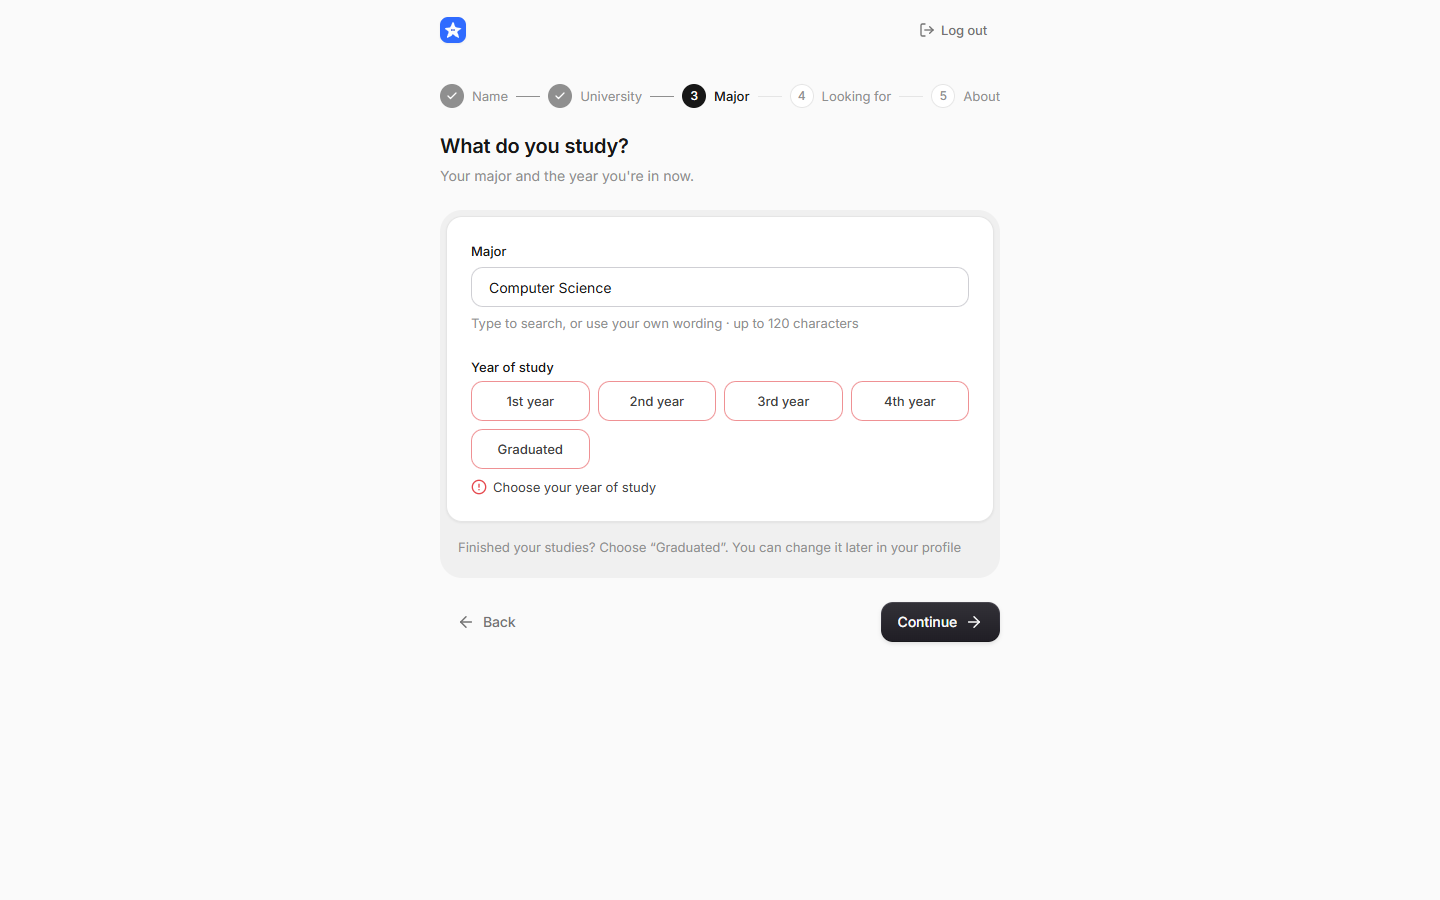 Log out
Name University 3 Major 4 Looking for 5 About
What do you study?
Your major and the year you're in now.
Major
Computer Science
Type to search, or use your own wording · up to 120 characters
Year of study
1st year 2nd year 3rd year 4th year
Graduated
Choose your year of study
Finished your studies? Choose “Graduated”. You can change it later in your profile
Back Continue